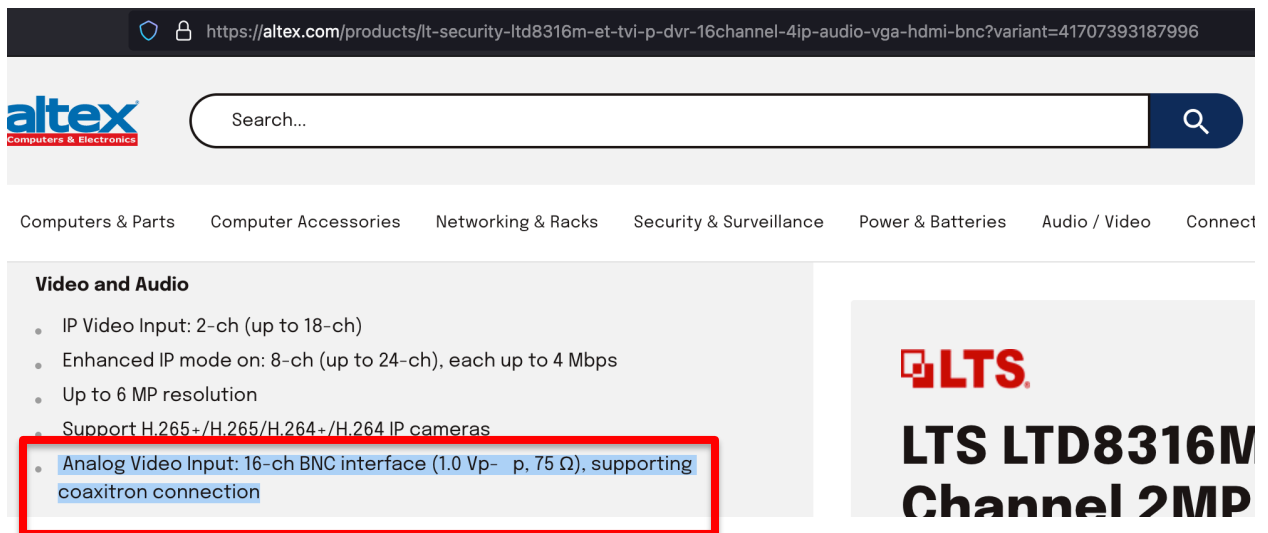 https://altex.com/products/lt-security-ltd8316m-et-tvi-p-dvr-16channel-4ip-audio-vga-hdmi-bnc?variant=41707393187996
altex
Computers & Electronics
Search...
Computers & Parts Computer Accessories Networking & Racks Security & Surveillance Power & Batteries Audio / Video Connect
Video and Audio
IP Video Input: 2-ch (up to 18-ch)
Enhanced IP mode on: 8-ch (up to 24-ch), each up to 4 Mbps
Up to 6 MP resolution
Support H.265+/H.265/H.264+/H.264 IP cameras
Analog Video Input: 16-ch BNC interface (1.0 Vp- p, 75 Ω), supporting
coaxitron connection
LTS
LTS LTD8316M
Channel 2MP